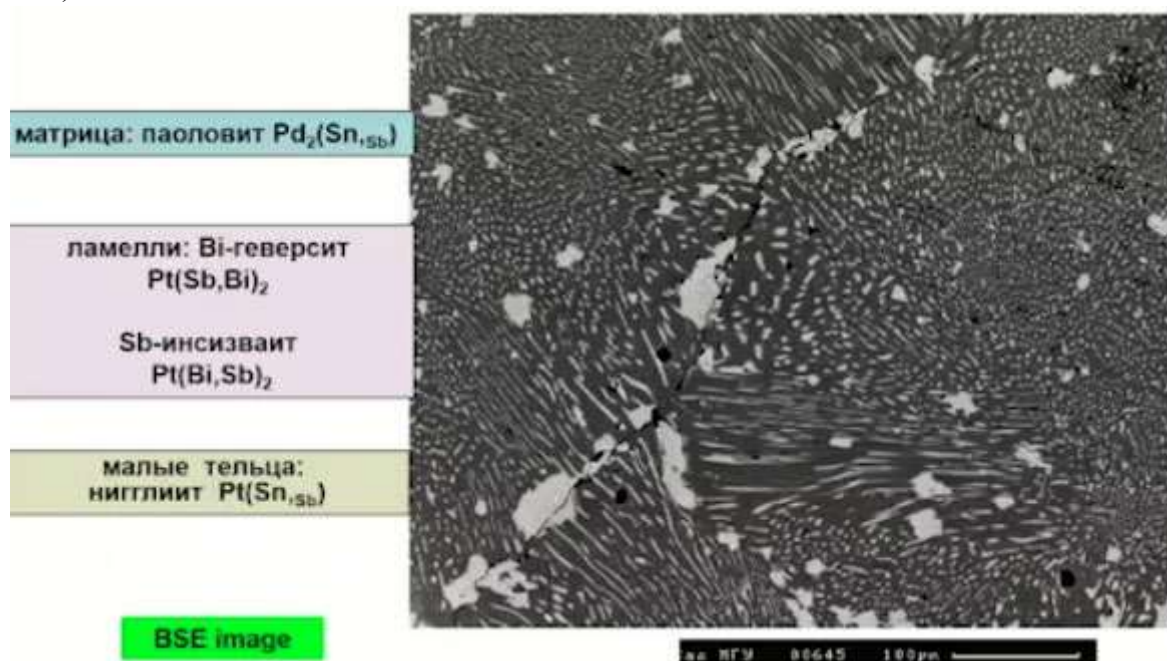 матрица: паоловит Pd₂(Sn,Sb)
ламелли: Bi-геверсит
Pt(Sb,Bi)₂
Sb-инсизваит
Pt(Bi,Sb)₂
малые тельца:
нигглиит Pt(Sn,Sb)
BSE image
МГУ 00645 100μm